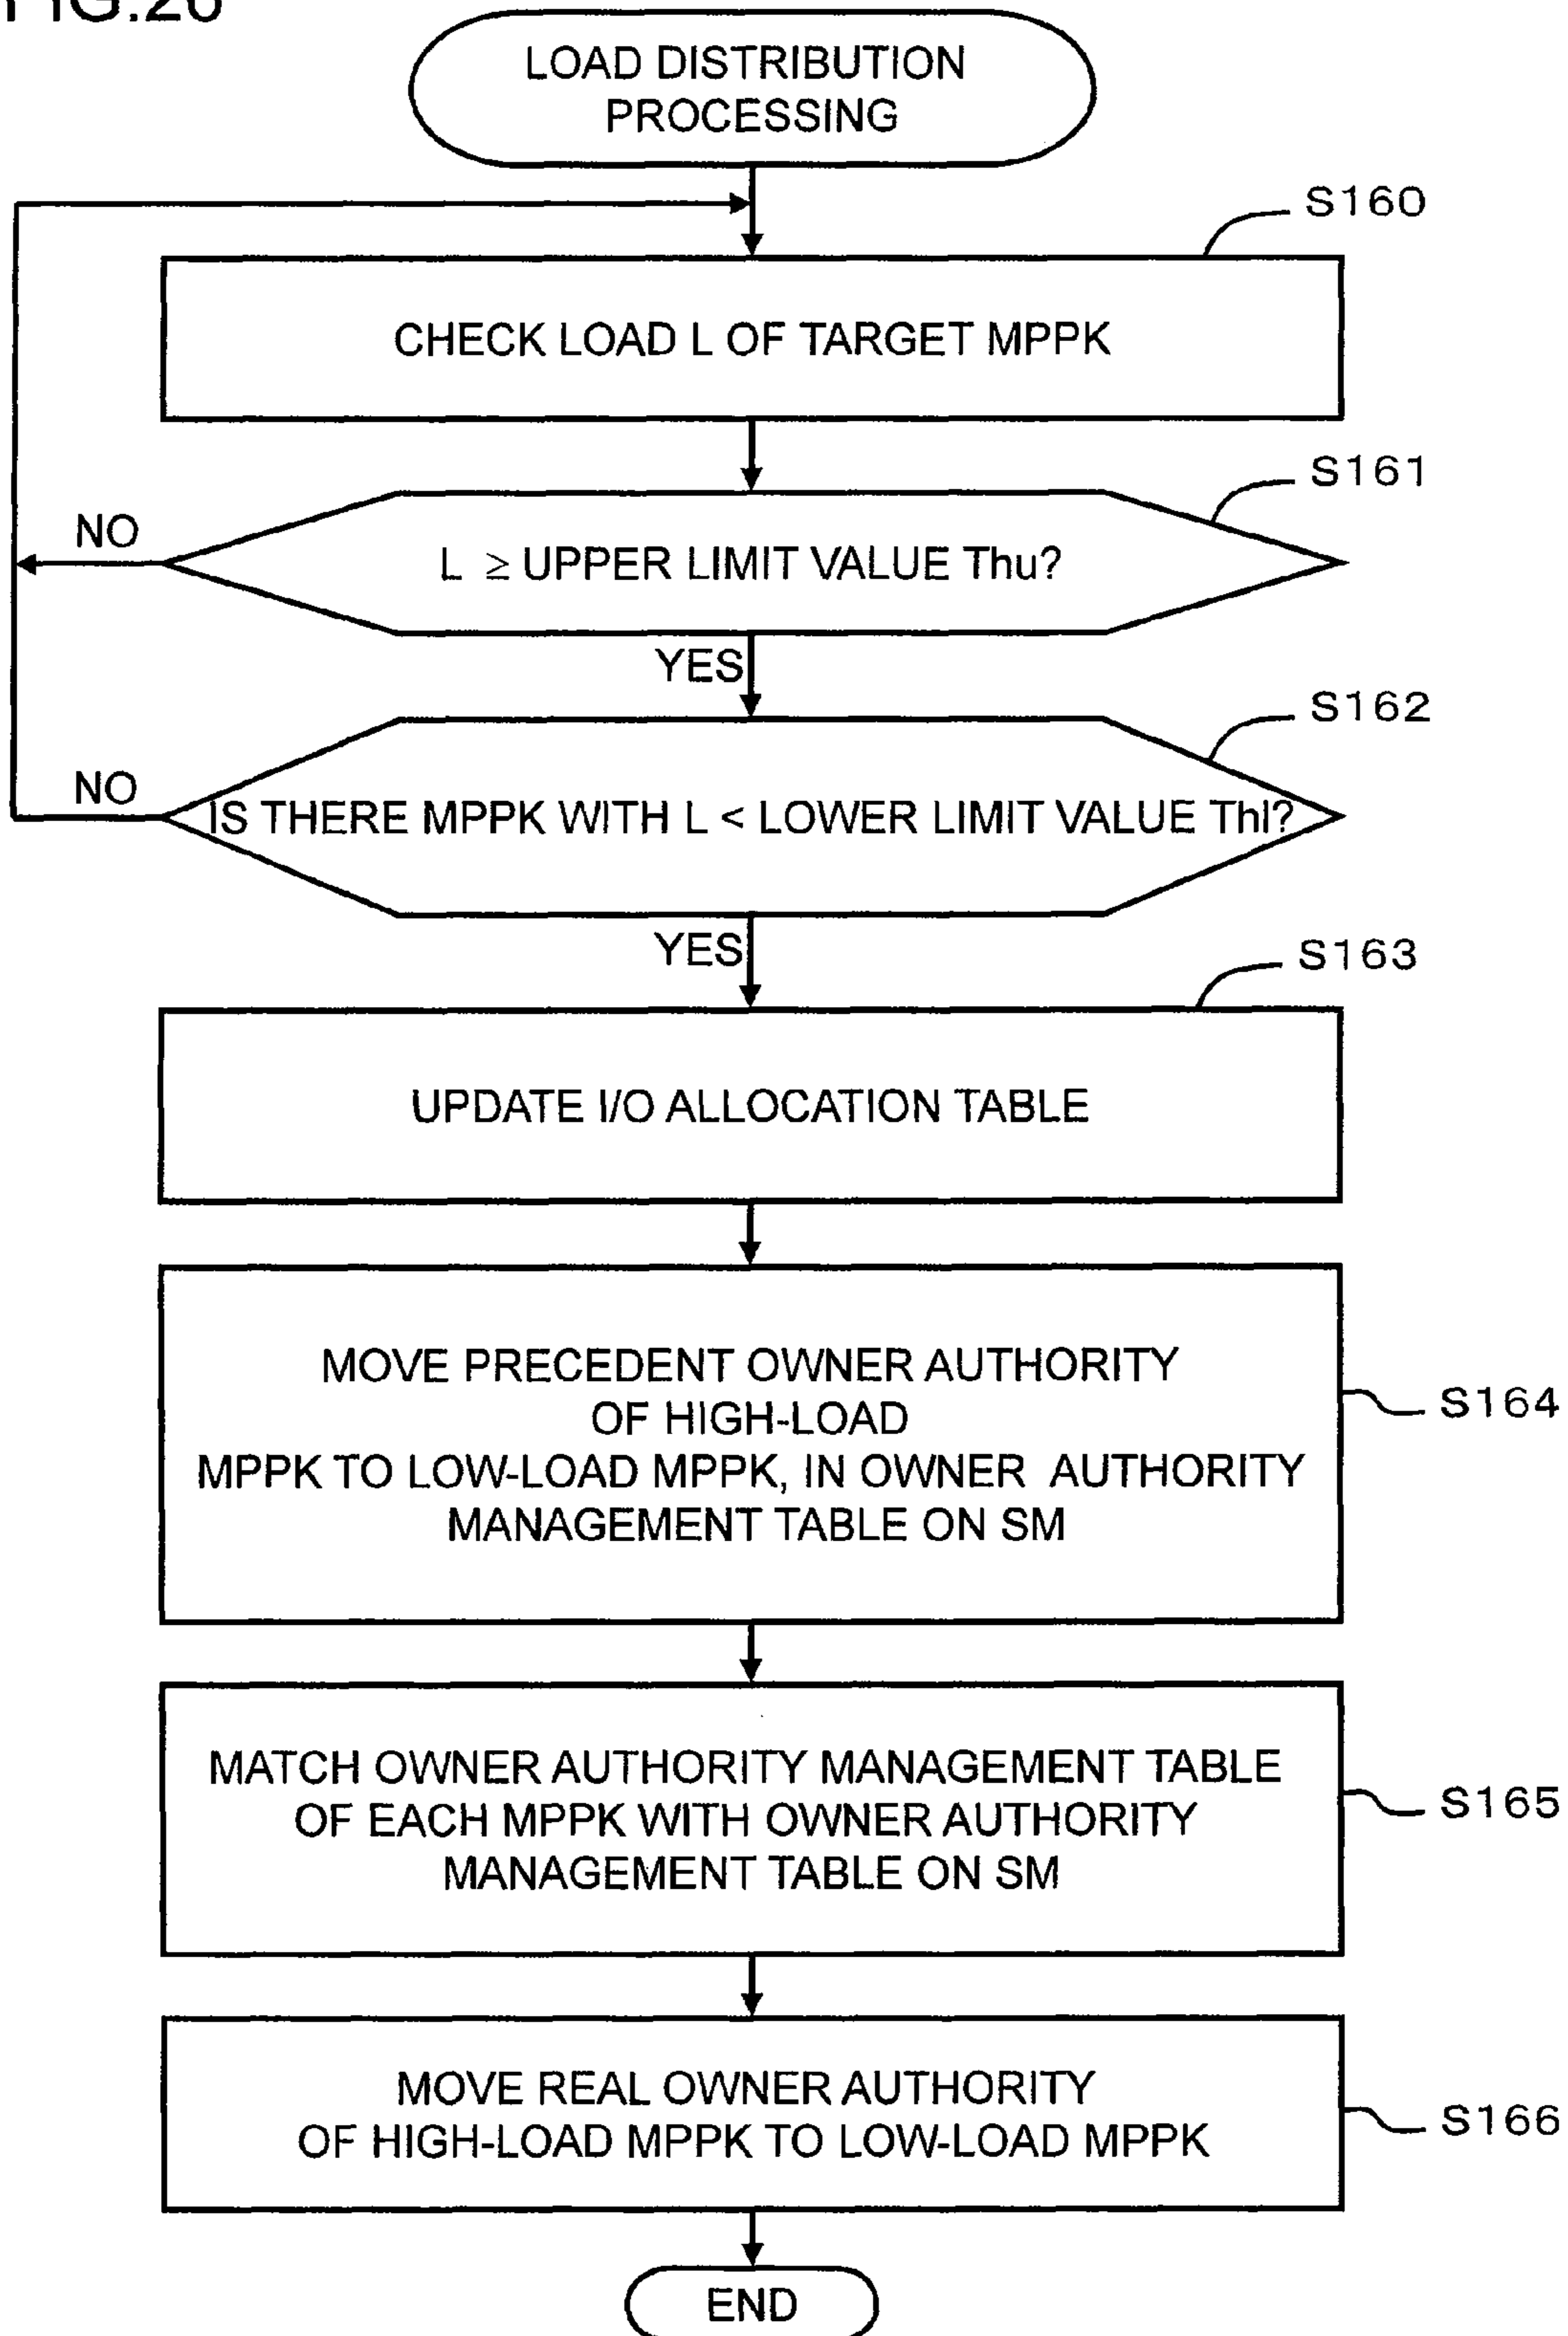 FIG.26
LOAD DISTRIBUTION
PROCESSING
S160
CHECK LOAD L OF TARGET MPPK
S161
NO
L ≥ UPPER LIMIT VALUE Thu?
YES
S162
NO
IS THERE MPPK WITH L < LOWER LIMIT VALUE Thl?
YES
S163
UPDATE I/O ALLOCATION TABLE
MOVE PRECEDENT OWNER AUTHORITY
OF HIGH-LOAD
MPPK TO LOW-LOAD MPPK, IN OWNER AUTHORITY
MANAGEMENT TABLE ON SM
S164
MATCH OWNER AUTHORITY MANAGEMENT TABLE
OF EACH MPPK WITH OWNER AUTHORITY
MANAGEMENT TABLE ON SM
S165
MOVE REAL OWNER AUTHORITY
OF HIGH-LOAD MPPK TO LOW-LOAD MPPK
S166
END